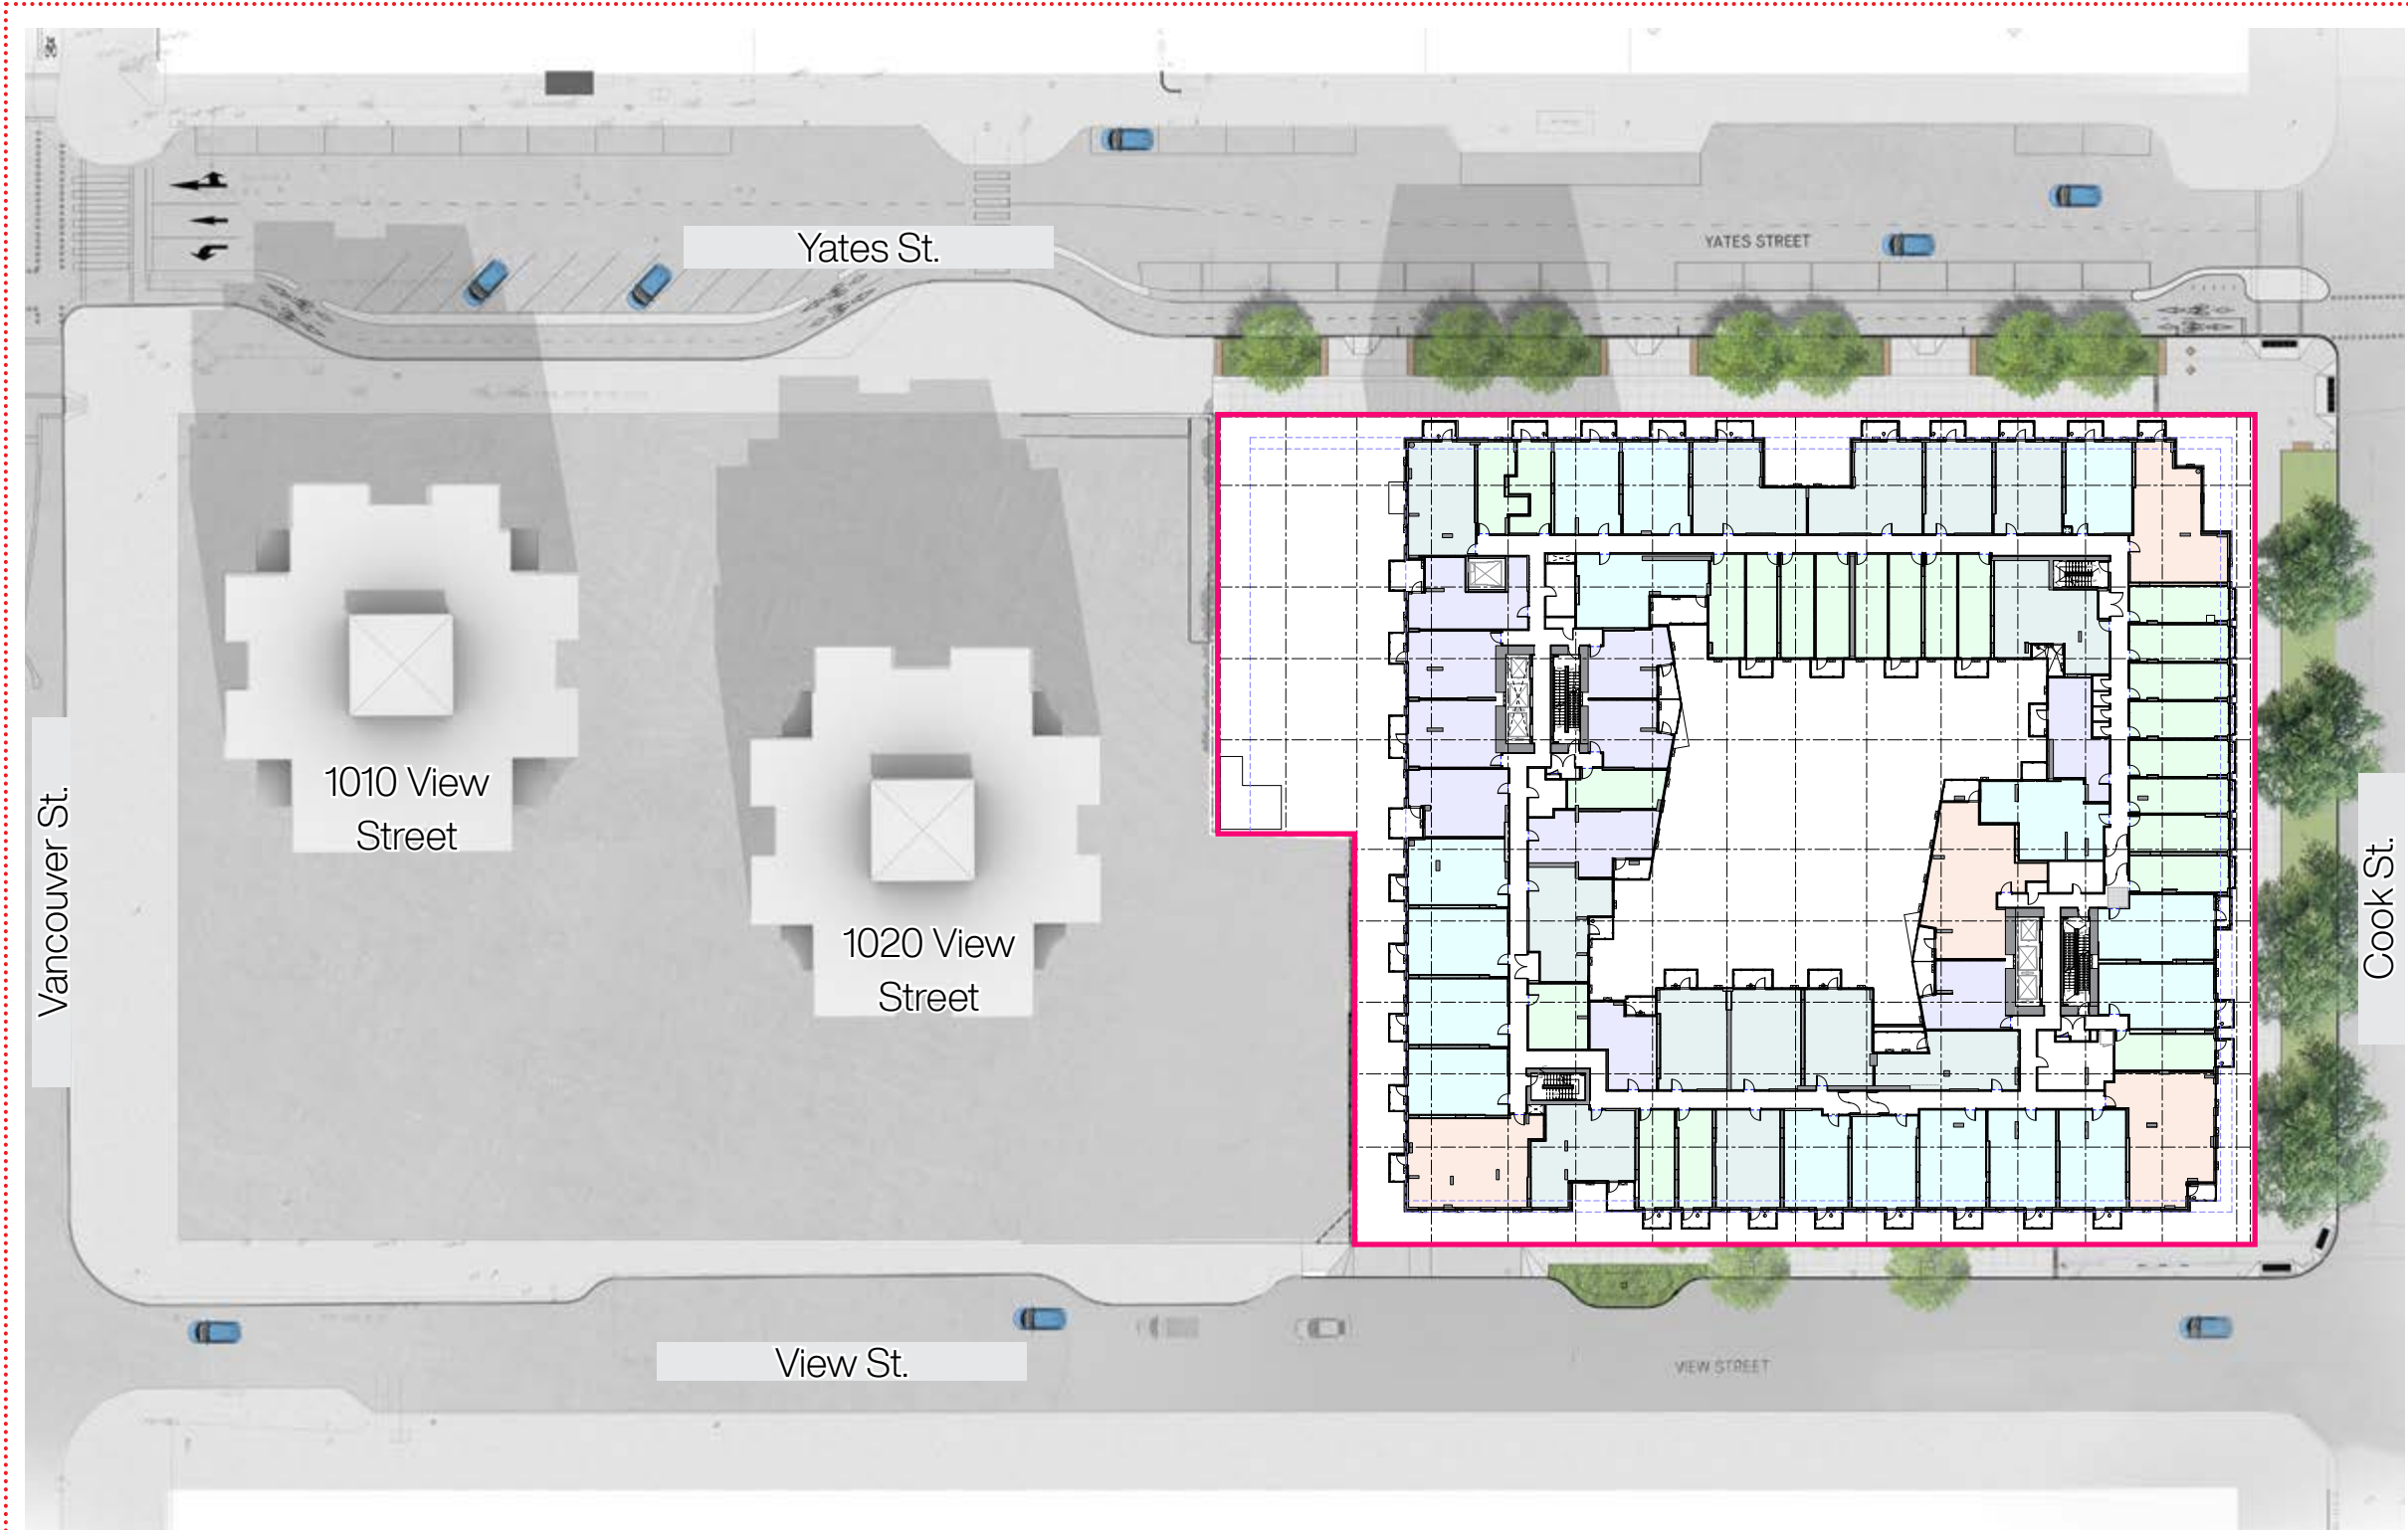 Yates St.
YATES STREET
1010 View
Street
1020 View
Street
Vancouver St.
Cook St.
View St.
VIEW STREET